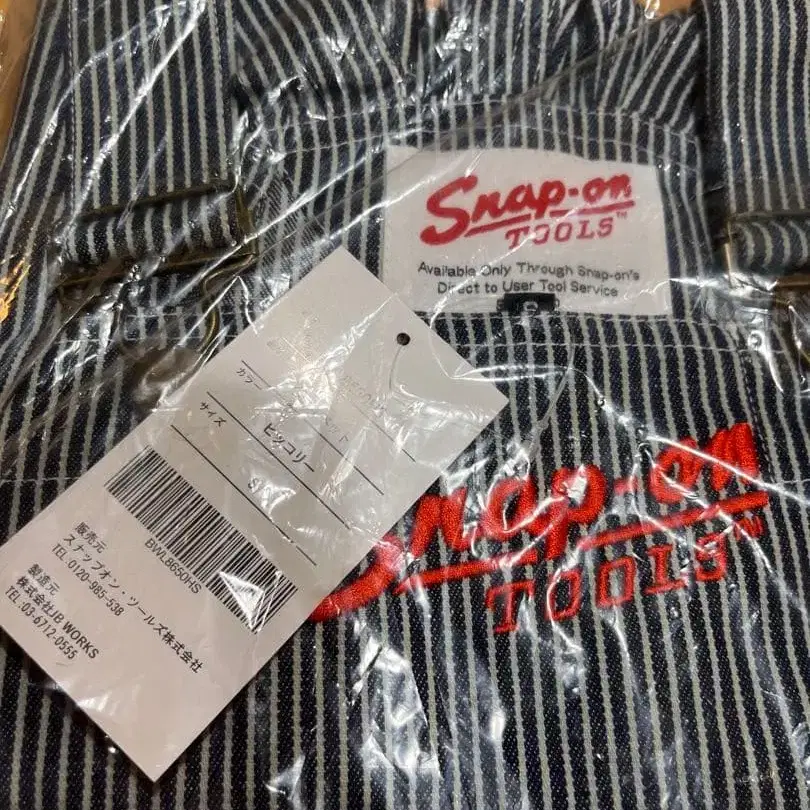 Snap-on™
TOOLS
Available Only Through Snap-on's
Direct to User Tool Service
S
Snap-on
TOOLS™
カラー
ヒッコリー
サイズ
S
BWL8650HS
販売元
スナップオン・ツールズ株式会社
TEL:0120-985-538
製造元
株式会社JB WORKS
TEL:03-6712-0555